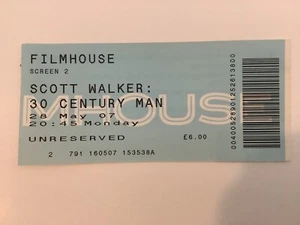 FILMHOUSE
SCREEN 2
SCOTT WALKER:
30 CENTURY MAN
May 07
20:45 Monday
UNRESERVED £6.00
2 791 160507 153538A
MHOUSE